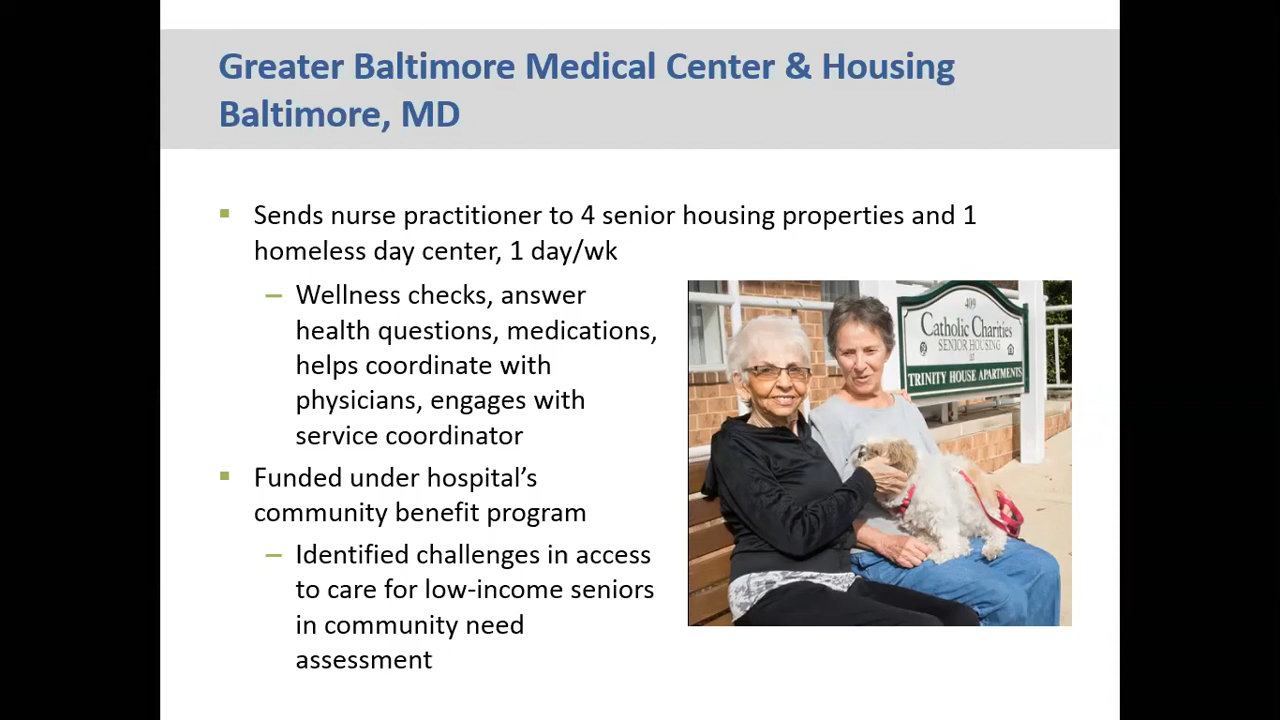 Greater Baltimore Medical Center & Housing
Baltimore, MD
Sends nurse practitioner to 4 senior housing properties and 1
homeless day center, 1 day/wk
– Wellness checks, answer
health questions, medications,
helps coordinate with
physicians, engages with
service coordinator
Funded under hospital’s
community benefit program
– Identified challenges in access
to care for low-income seniors
in community need
assessment
409
Catholic Charities
SENIOR HOUSING
at
TRINITY HOUSE APARTMENTS